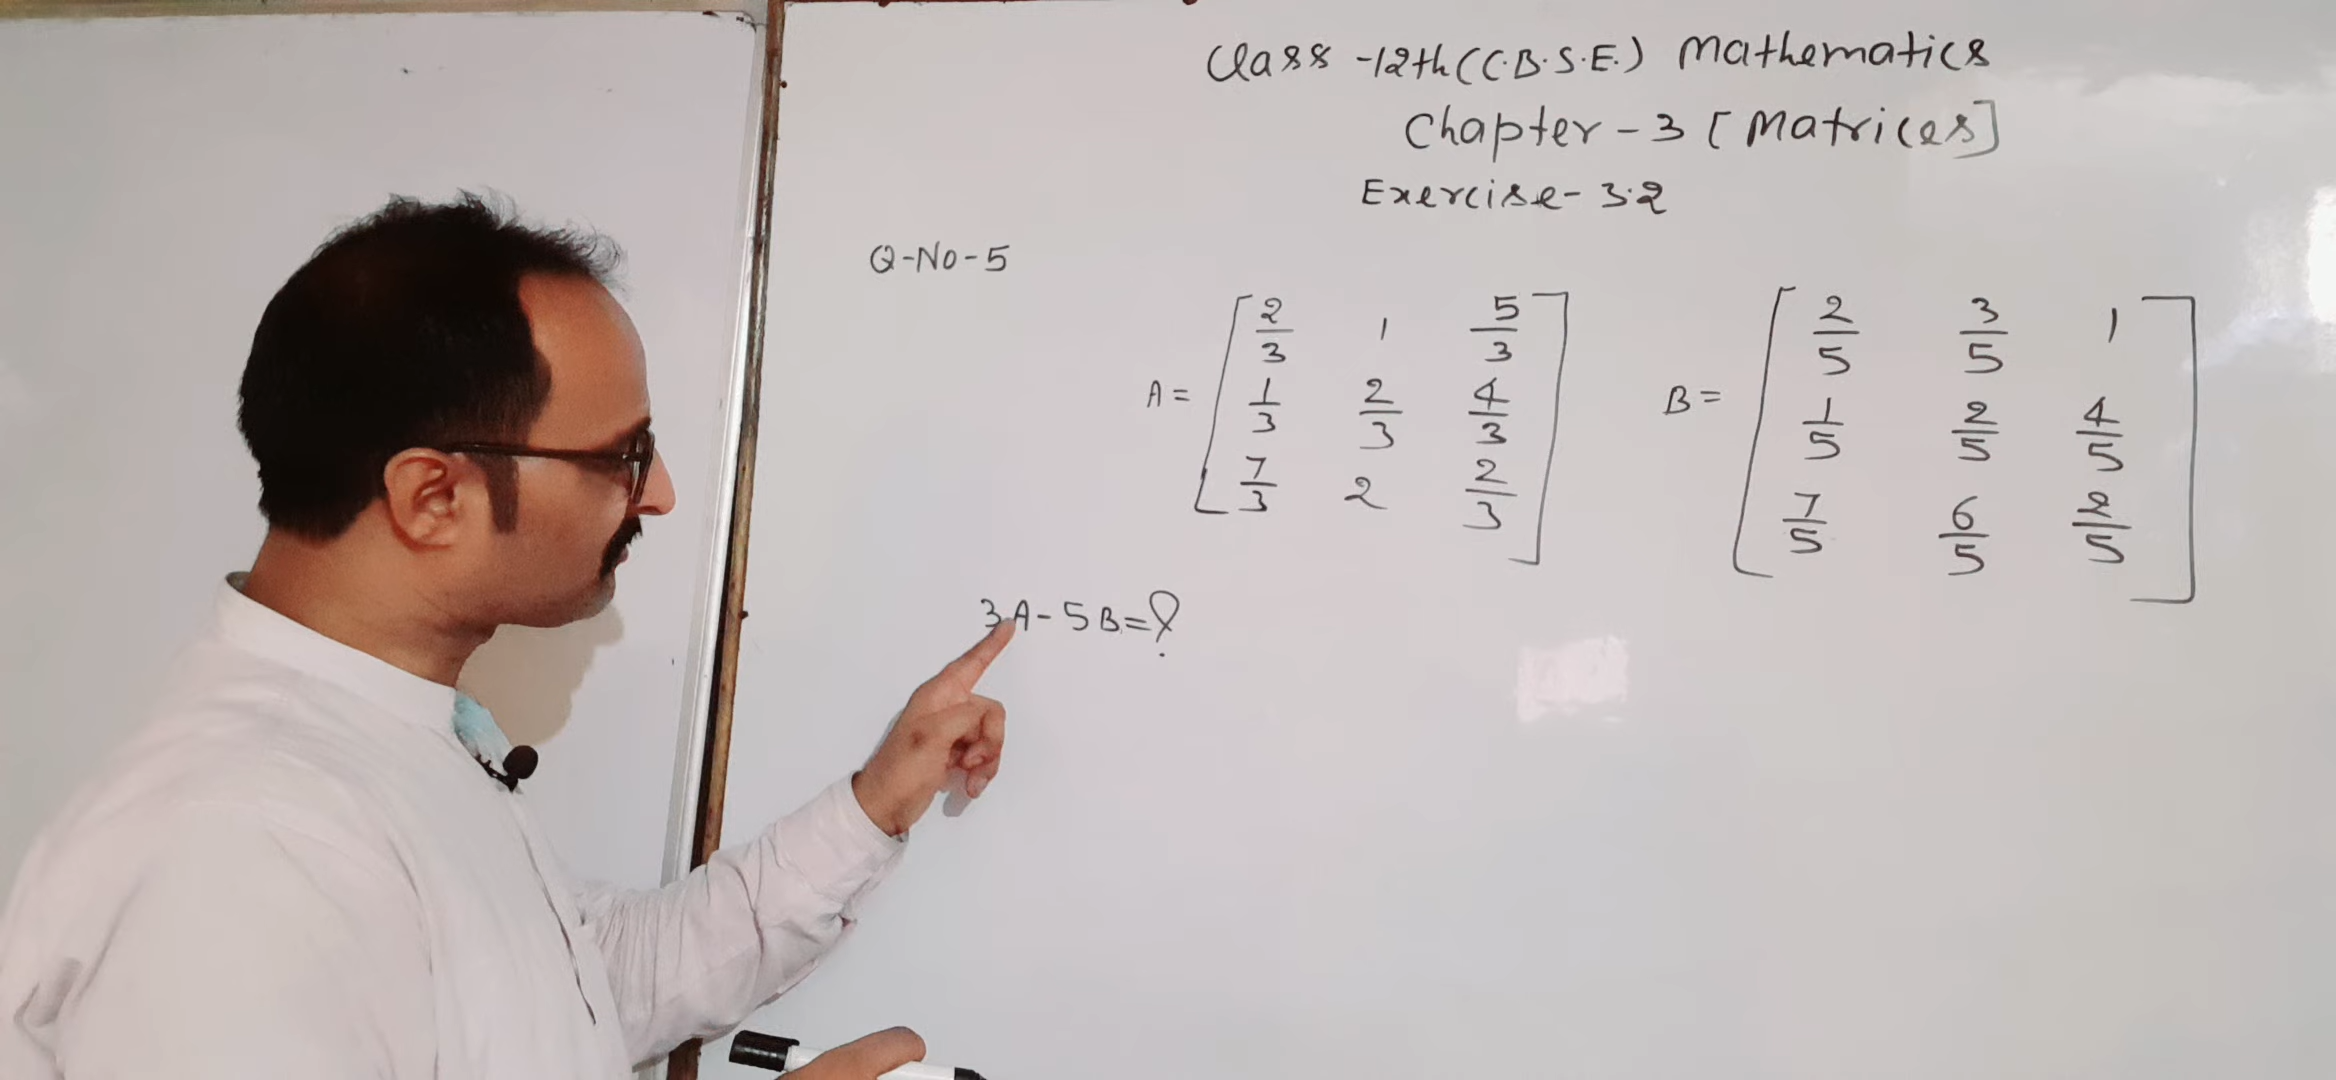 Class -12th (C.B.S.E.) Mathematics
Chapter - 3 [Matrices]
Exercise - 3.2
Q-No-5
A = [2/3 1 5/3
1/3 2/3 4/3
7/3 2 2/3]
B = [2/5 3/5 1
1/5 2/5 4/5
7/5 6/5 2/5]
3A - 5B = ?